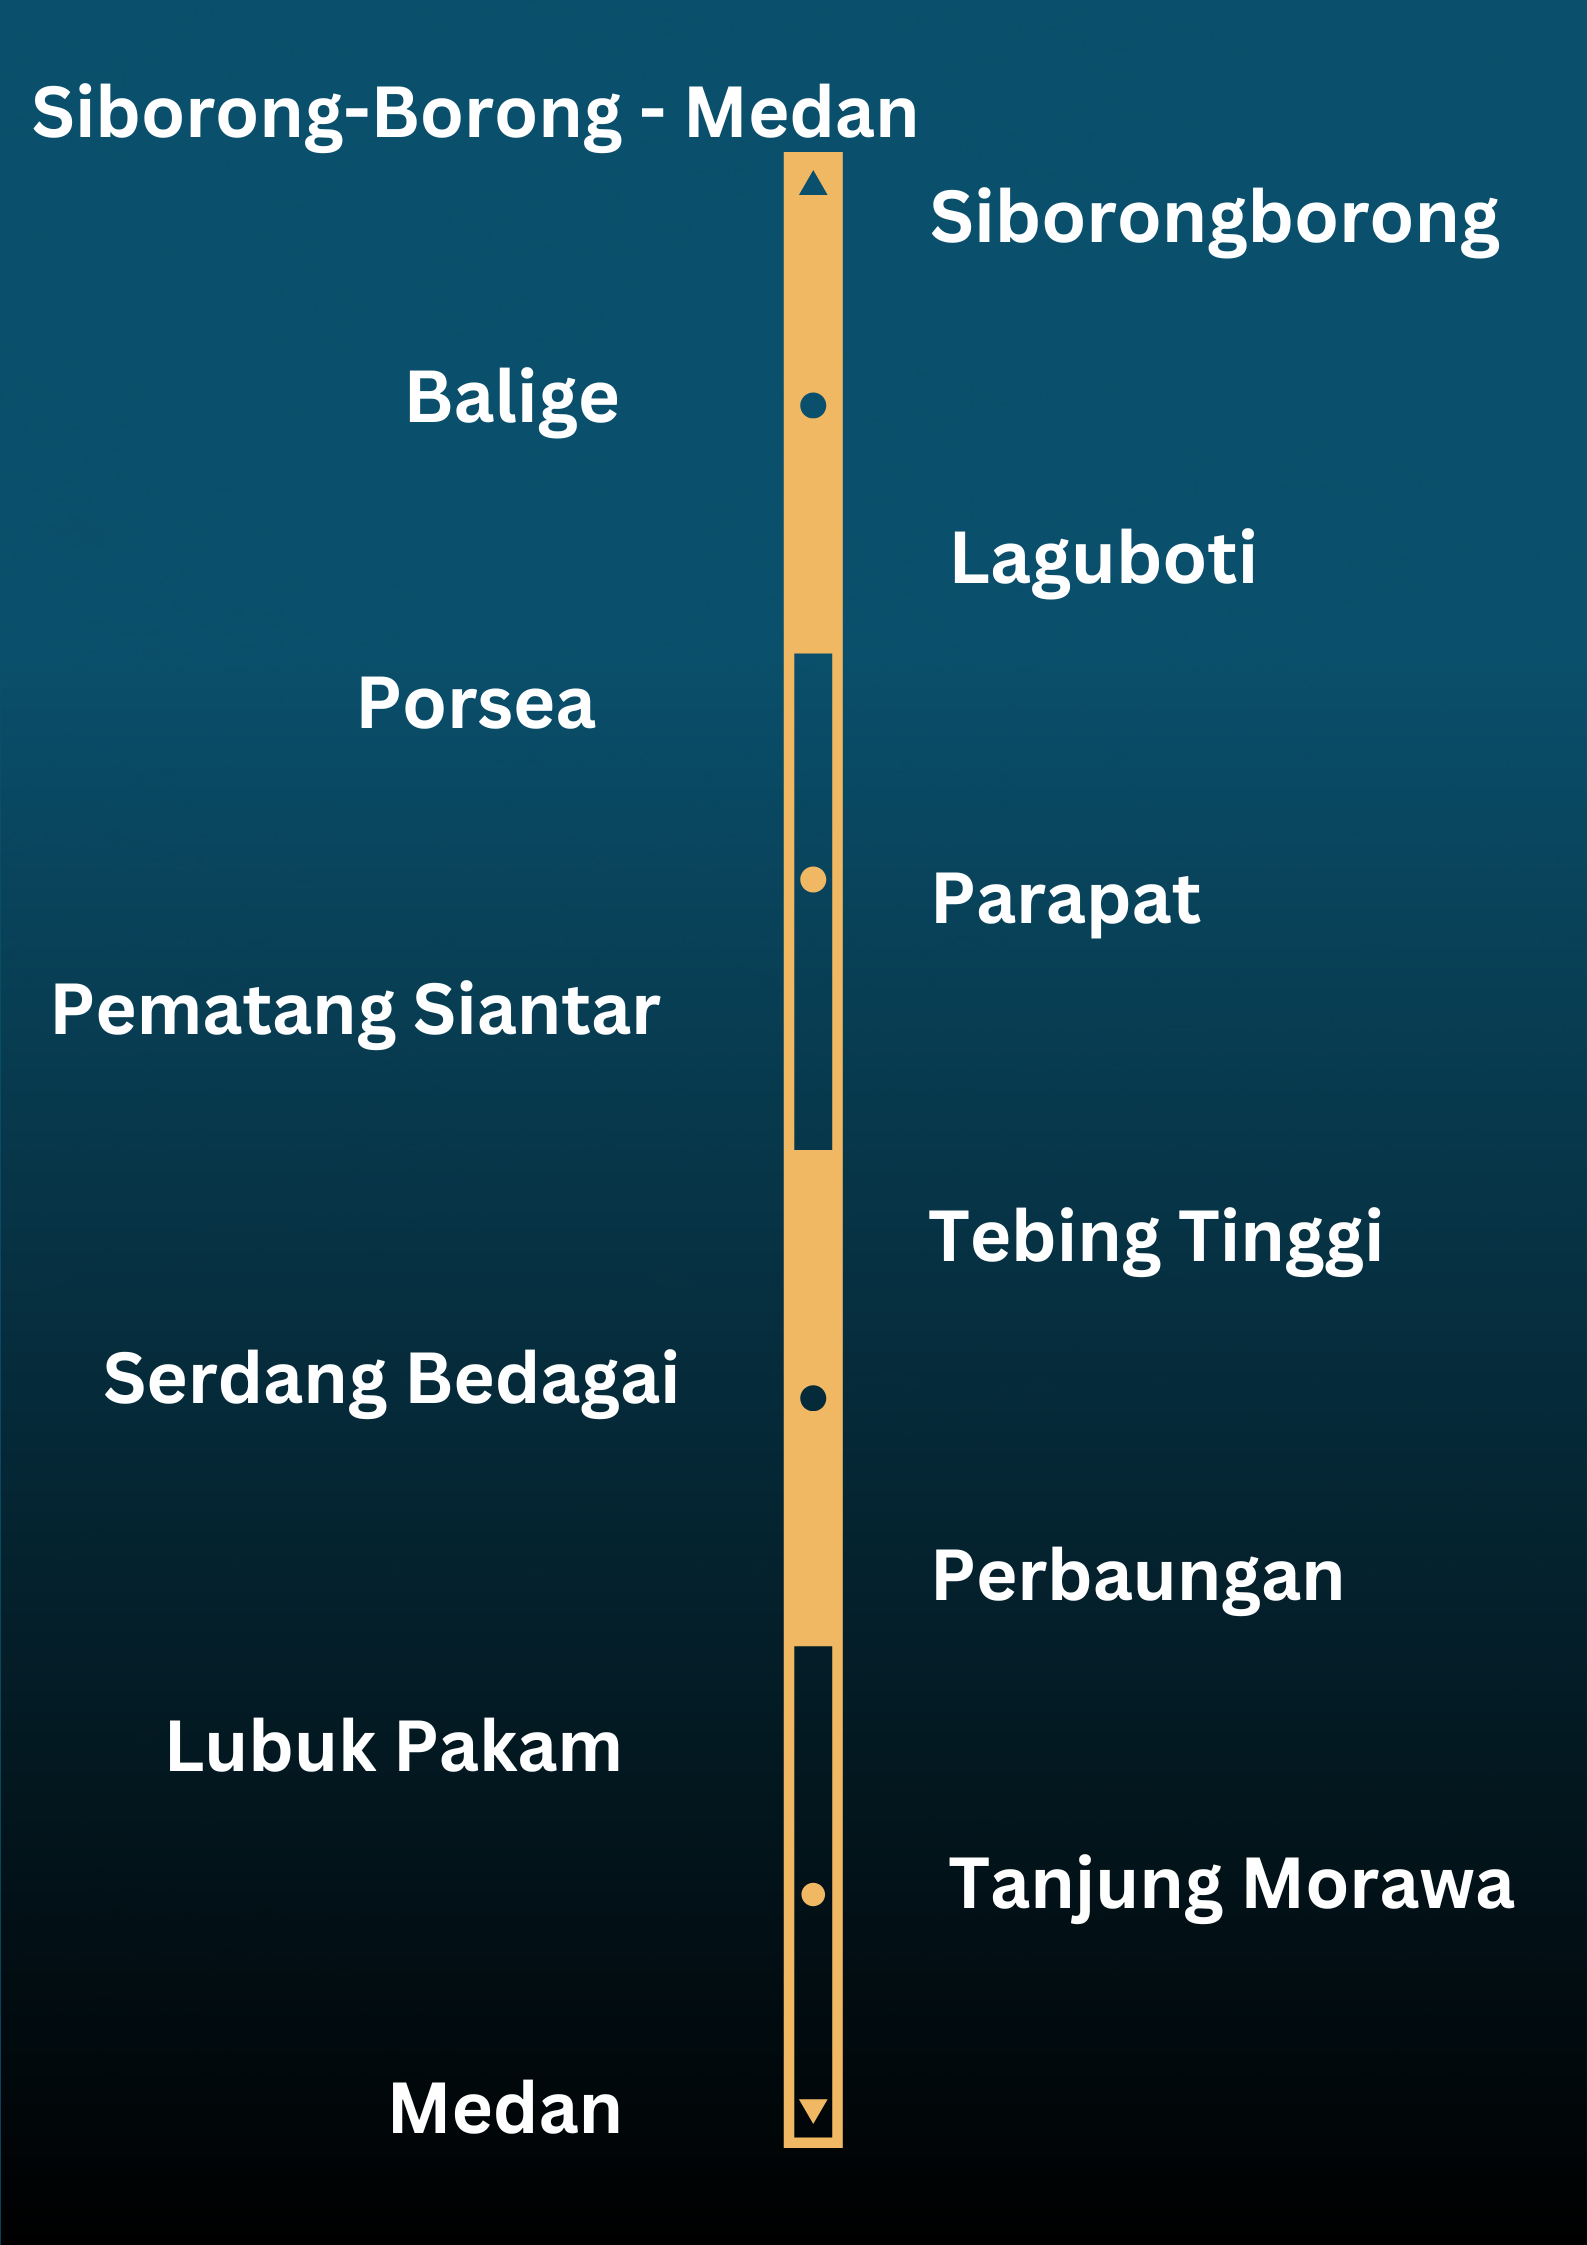 Siborong-Borong - Medan
Siborongborong
Balige
Laguboti
Porsea
Parapat
Pematang Siantar
Tebing Tinggi
Serdang Bedagai
Perbaungan
Lubuk Pakam
Tanjung Morawa
Medan